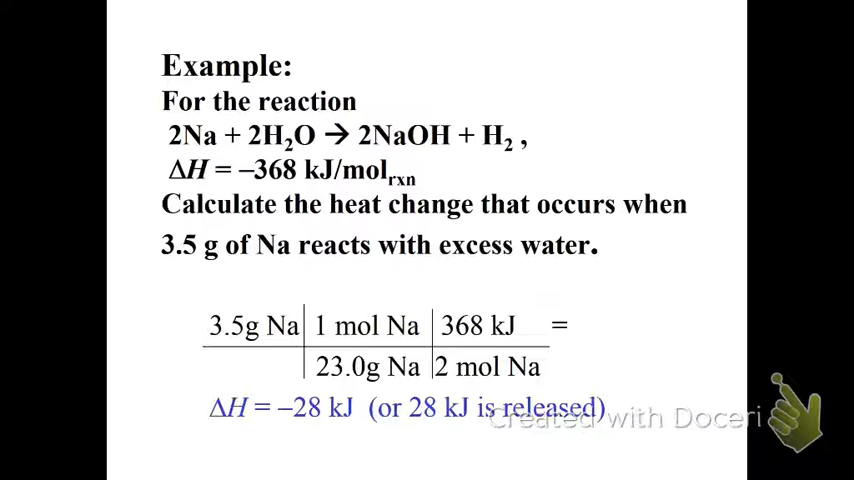 Example:
For the reaction
2Na + 2H₂O → 2NaOH + H₂ ,
ΔH = –368 kJ/molrxn
Calculate the heat change that occurs when
3.5 g of Na reacts with excess water.
3.5g Na 1 mol Na 368 kJ =
23.0g Na 2 mol Na
ΔH = –28 kJ (or 28 kJ is released)
Created with Doceri